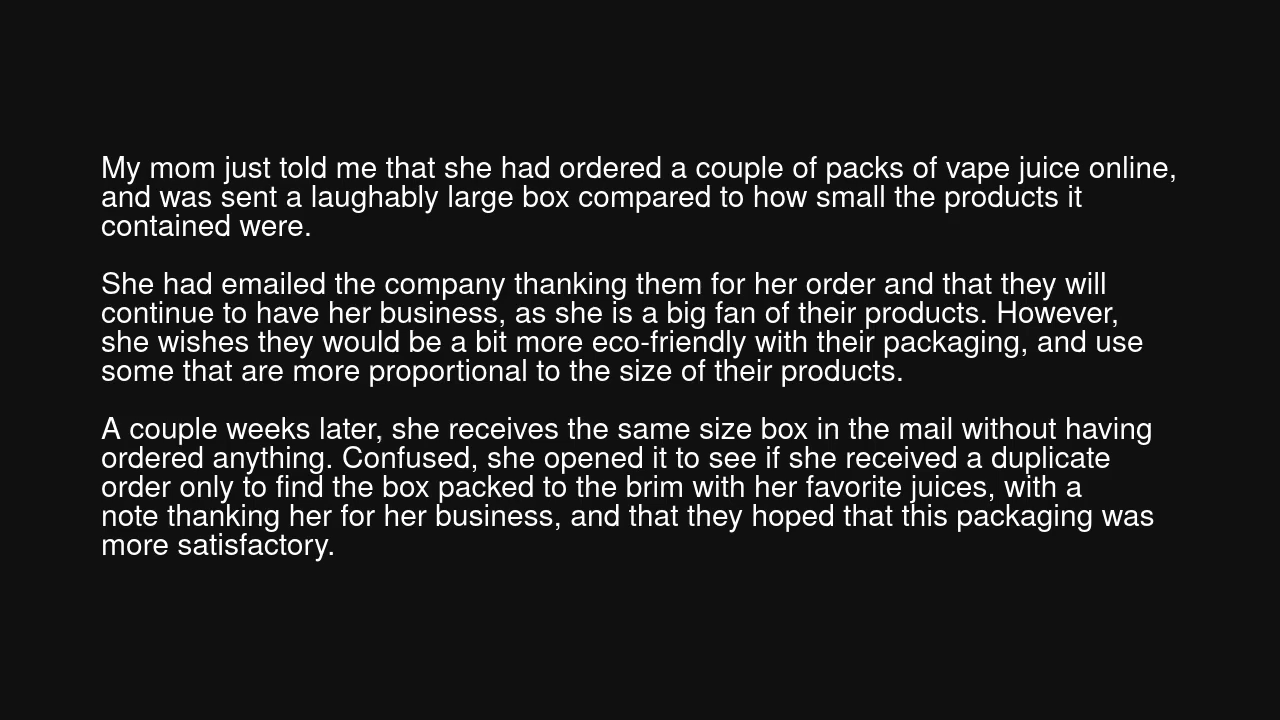 My mom just told me that she had ordered a couple of packs of vape juice online,
and was sent a laughably large box compared to how small the products it
contained were.
She had emailed the company thanking them for her order and that they will
continue to have her business, as she is a big fan of their products. However,
she wishes they would be a bit more eco-friendly with their packaging, and use
some that are more proportional to the size of their products.
A couple weeks later, she receives the same size box in the mail without having
ordered anything. Confused, she opened it to see if she received a duplicate
order only to find the box packed to the brim with her favorite juices, with a
note thanking her for her business, and that they hoped that this packaging was
more satisfactory.